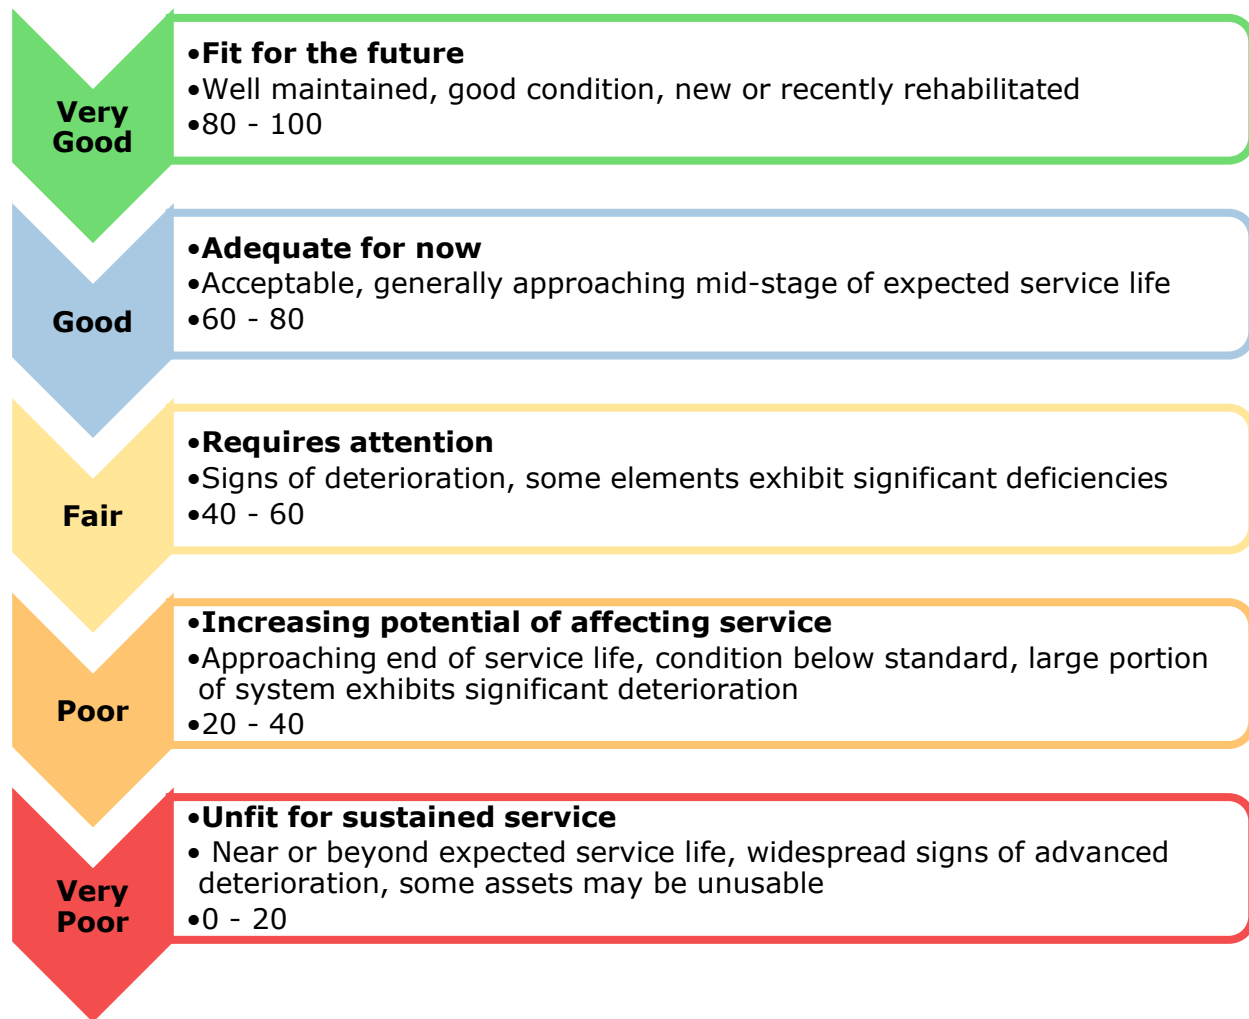 Very
Good
•Fit for the future
•Well maintained, good condition, new or recently rehabilitated
•80 - 100
Good
•Adequate for now
•Acceptable, generally approaching mid-stage of expected service life
•60 - 80
Fair
•Requires attention
•Signs of deterioration, some elements exhibit significant deficiencies
•40 - 60
Poor
•Increasing potential of affecting service
•Approaching end of service life, condition below standard, large portion
of system exhibits significant deterioration
•20 - 40
Very
Poor
•Unfit for sustained service
• Near or beyond expected service life, widespread signs of advanced
deterioration, some assets may be unusable
•0 - 20